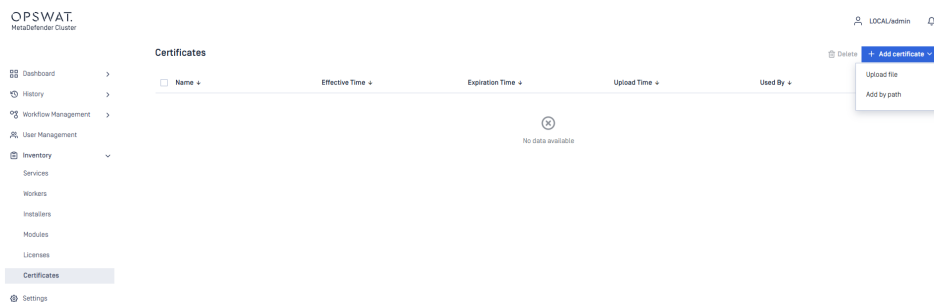 OPSWAT.
MetaDefender Cluster
LOCAL/admin
Certificates
Delete
+ Add certificate
Upload file
Add by path
Name ↓ Effective Time ↓ Expiration Time ↓ Upload Time ↓ Used By ↓
No data available
Dashboard
History
Workflow Management
User Management
Inventory
Services
Workers
Installers
Modules
Licenses
Certificates
Settings